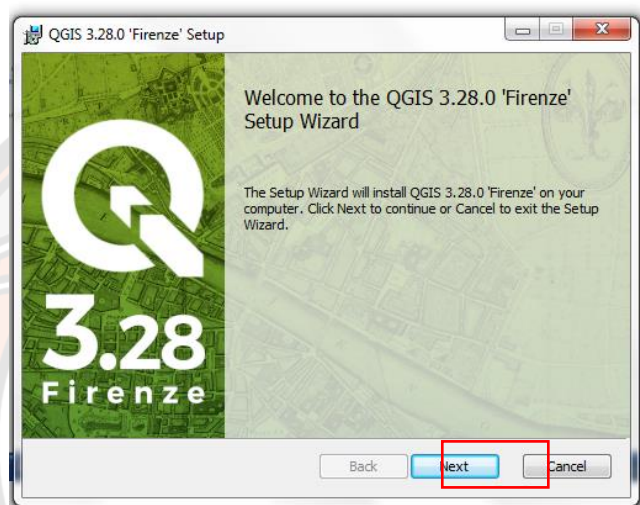 QGIS 3.28.0 'Firenze' Setup
Welcome to the QGIS 3.28.0 'Firenze'
Setup Wizard
The Setup Wizard will install QGIS 3.28.0 'Firenze' on your
computer. Click Next to continue or Cancel to exit the Setup
Wizard.
3.28
Firenze
Back Next Cancel